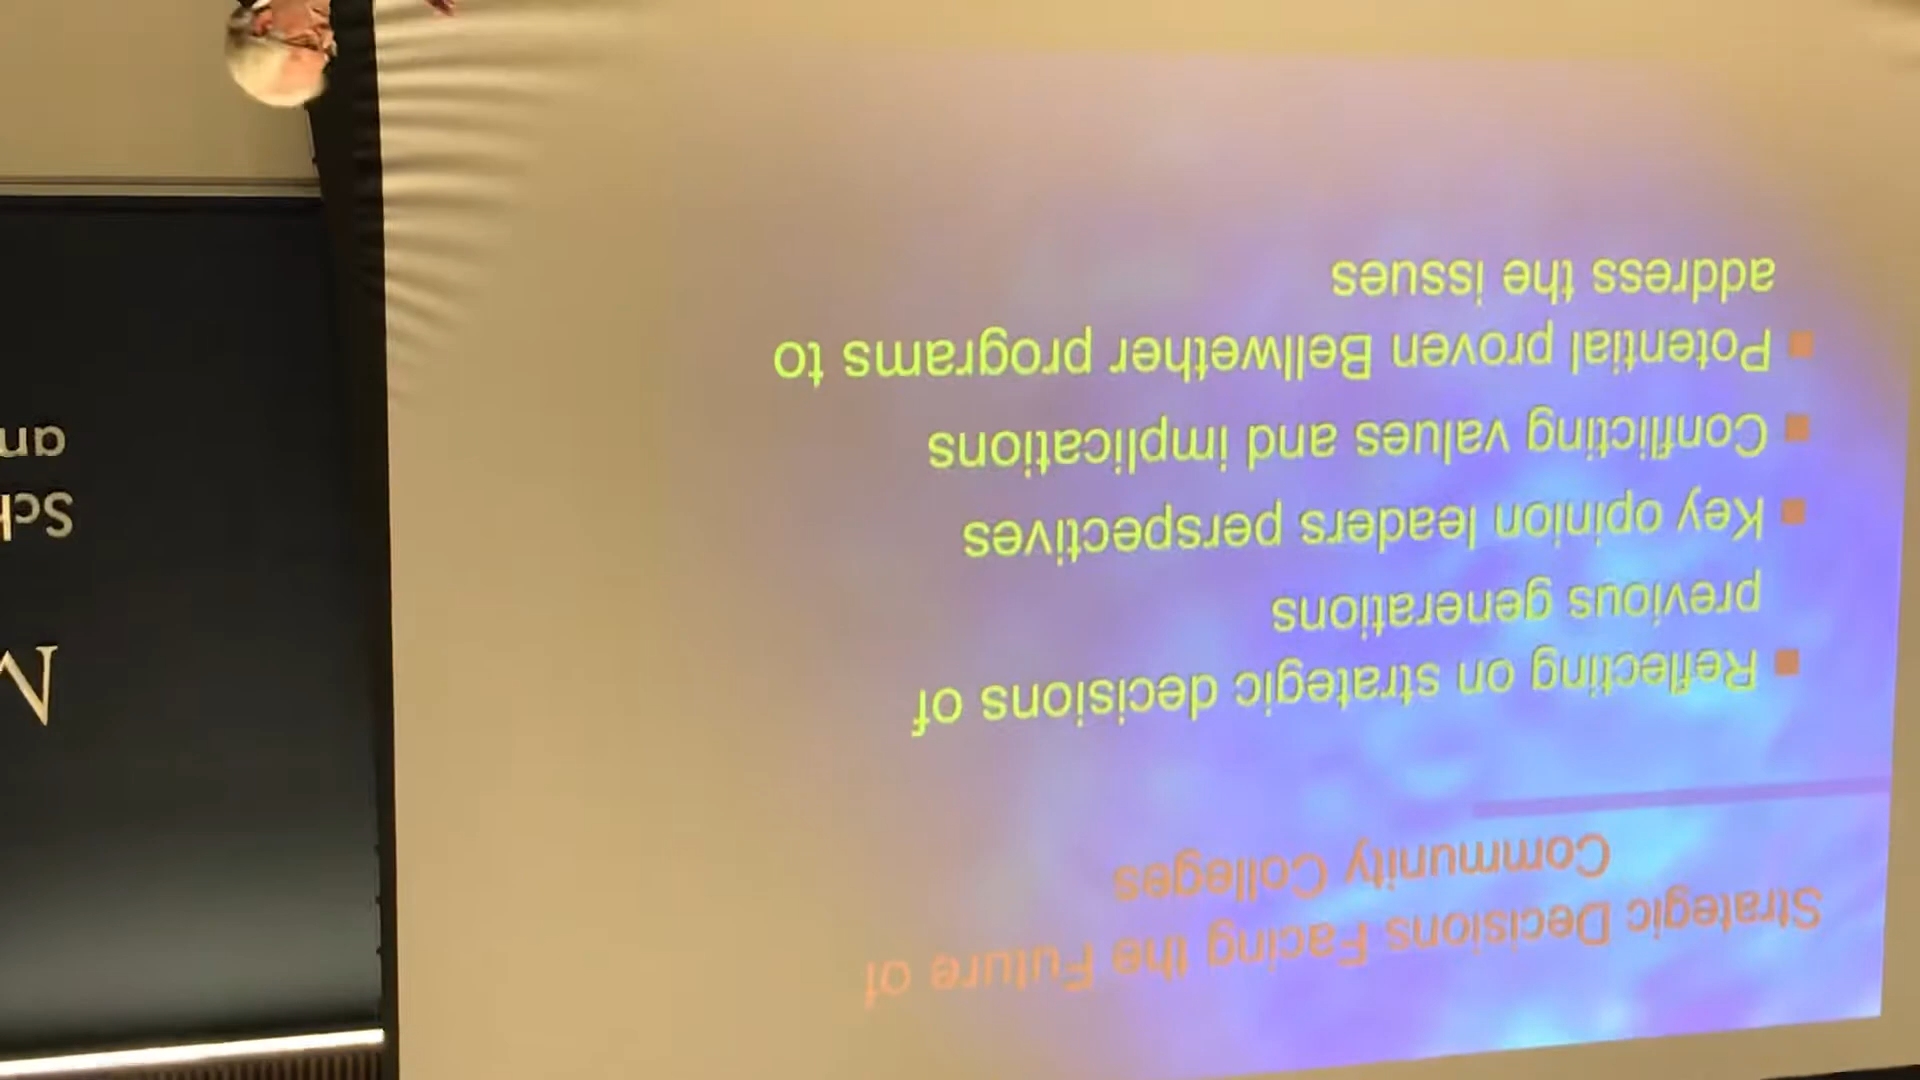 Strategic Decisions Facing the Future of
Community Colleges
Reflecting on strategic decisions of
previous generations
Key opinion leaders perspectives
Conflicting values and implications
Potential proven Bellwether programs to
address the issues